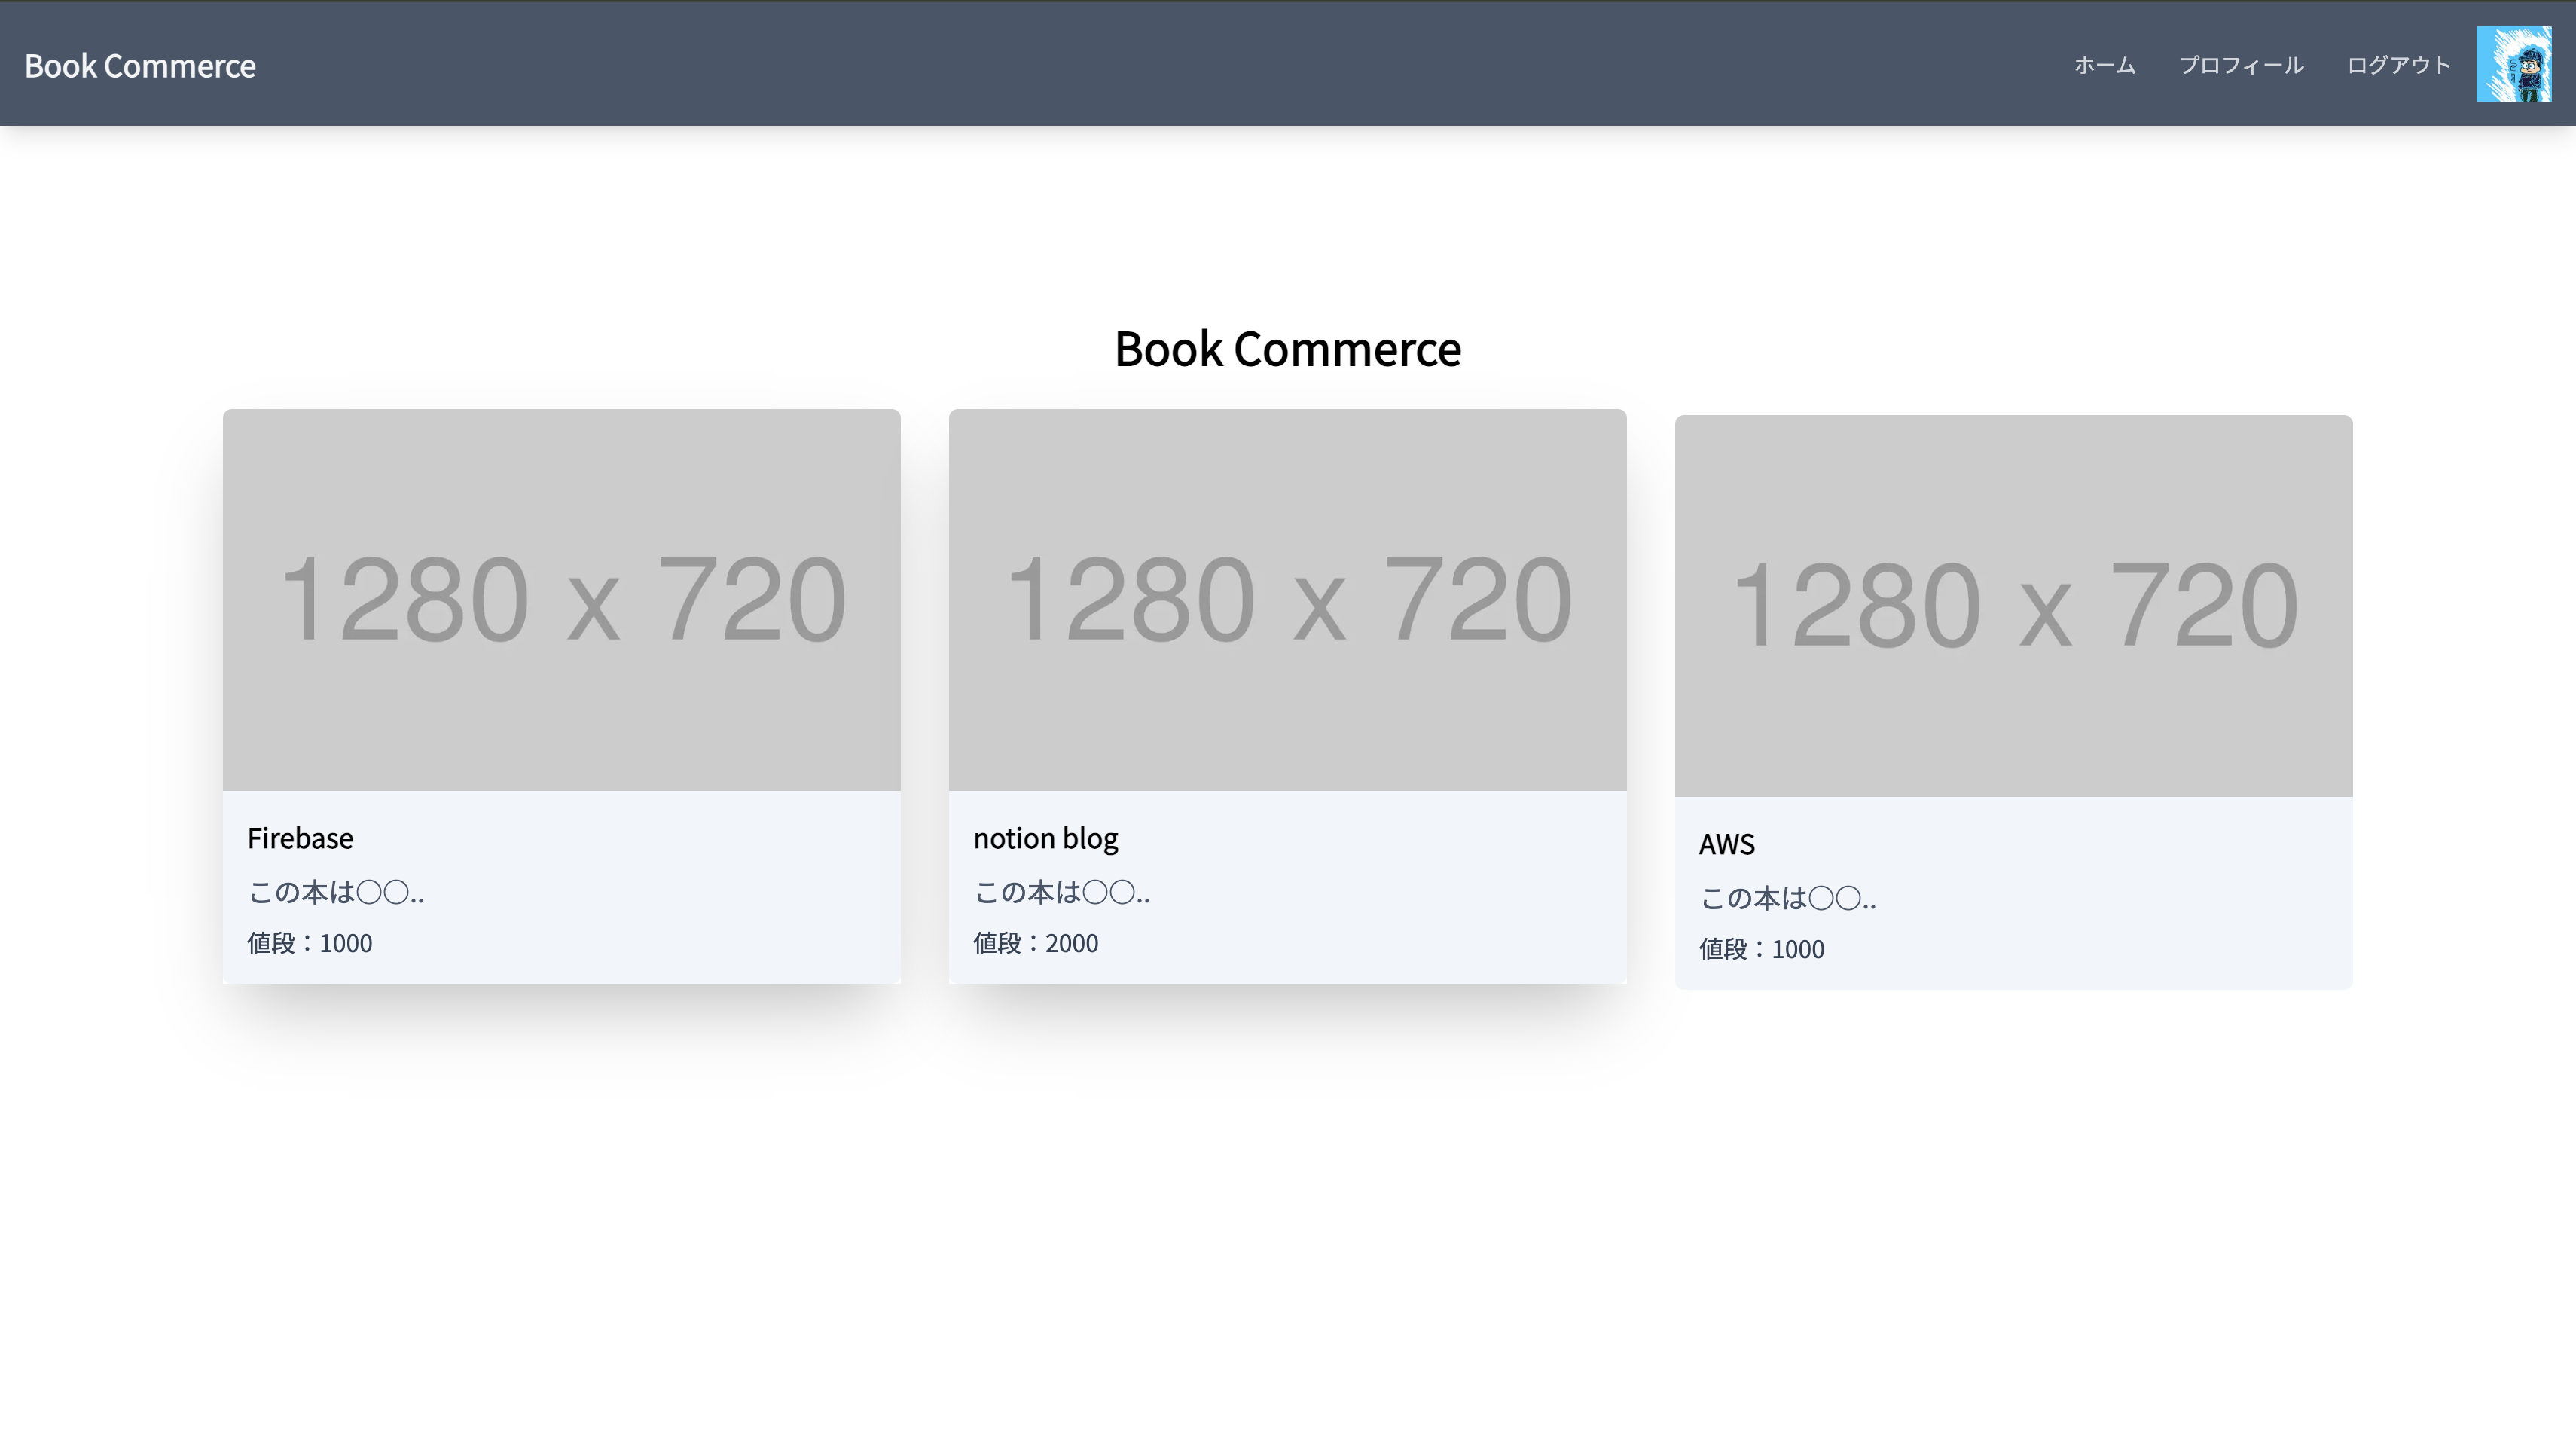 Book Commerce
ホーム プロフィール ログアウト
Book Commerce
1280 x 720
Firebase
この本は〇〇..
値段：1000
1280 x 720
notion blog
この本は〇〇..
値段：2000
1280 x 720
AWS
この本は〇〇..
値段：1000